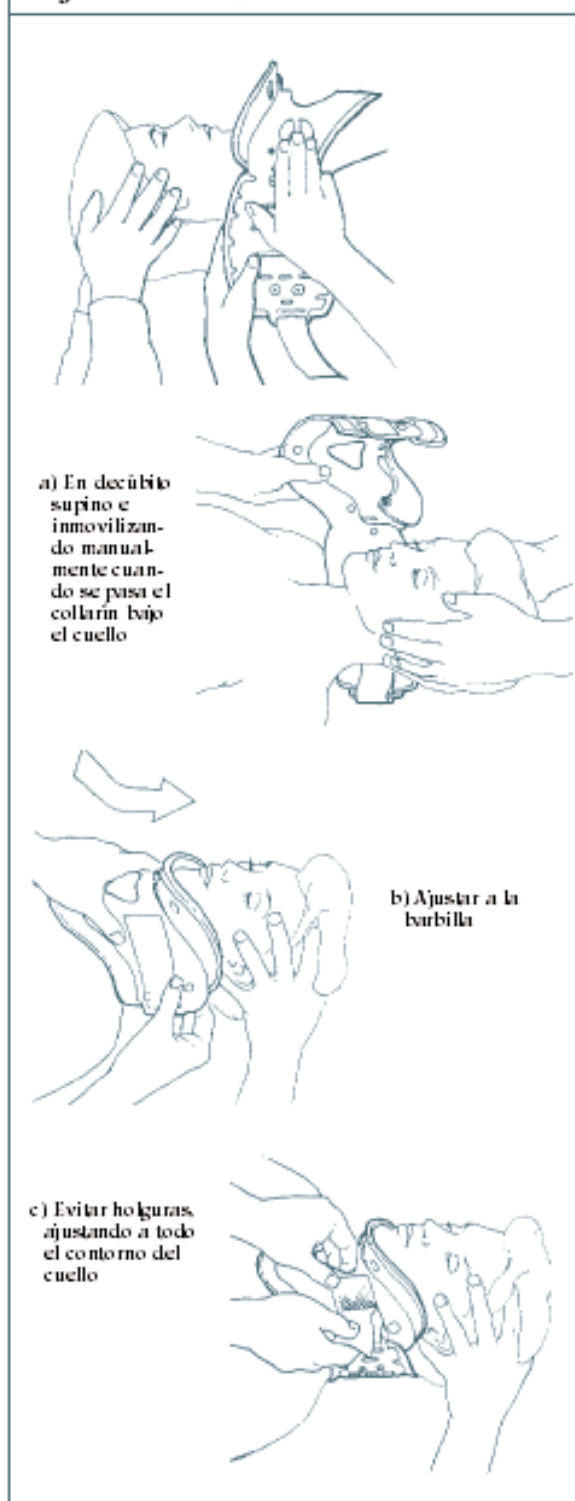 a) En decúbito
supino e
inmovilizan-
do manual-
mente cuan-
do se pasa el
collarín bajo
el cuello
b) Ajustar a la
barbilla
c) Evitar holguras,
ajustando a todo
el contorno del
cuello